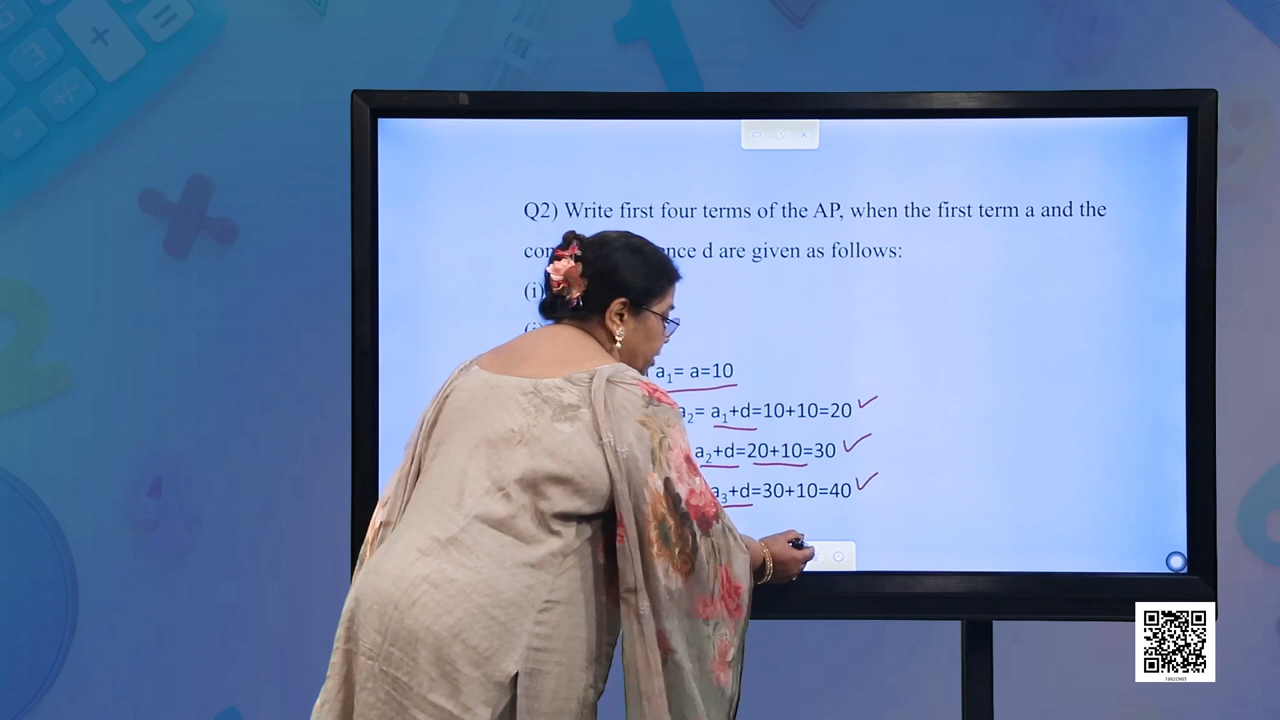 Q2) Write first four terms of the AP, when the first term a and the
d are given as follows:
(i)
a₁= a=10
a₂= a₁+d=10+10=20 ✓
a₂+d=20+10=30 ✓
a₃+d=30+10=40 ✓
1062CH05